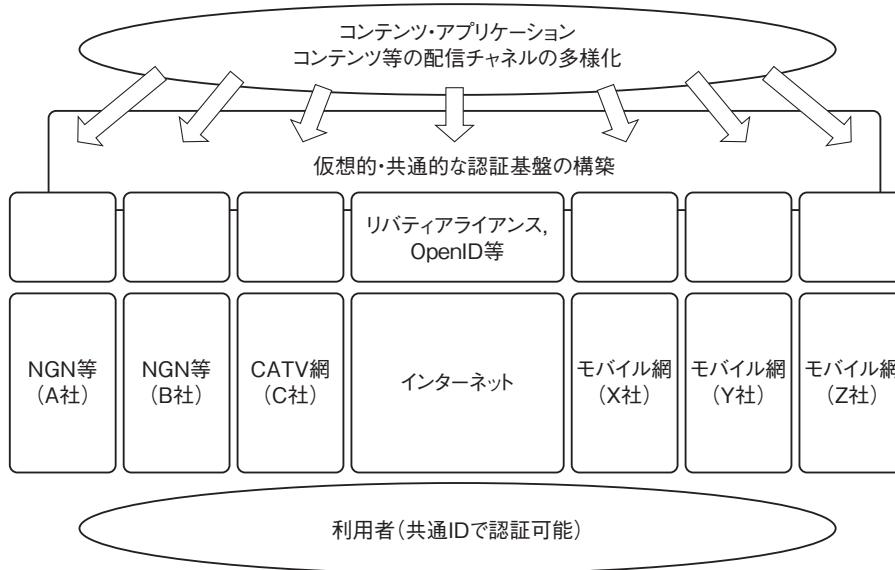 コンテンツ・アプリケーション
コンテンツ等の配信チャネルの多様化
仮想的・共通的な認証基盤の構築
リバティアライアンス,
OpenID等
NGN等
（A社）
NGN等
（B社）
CATV網
（C社）
インターネット
モバイル網
（X社）
モバイル網
（Y社）
モバイル網
（Z社）
利用者（共通IDで認証可能）